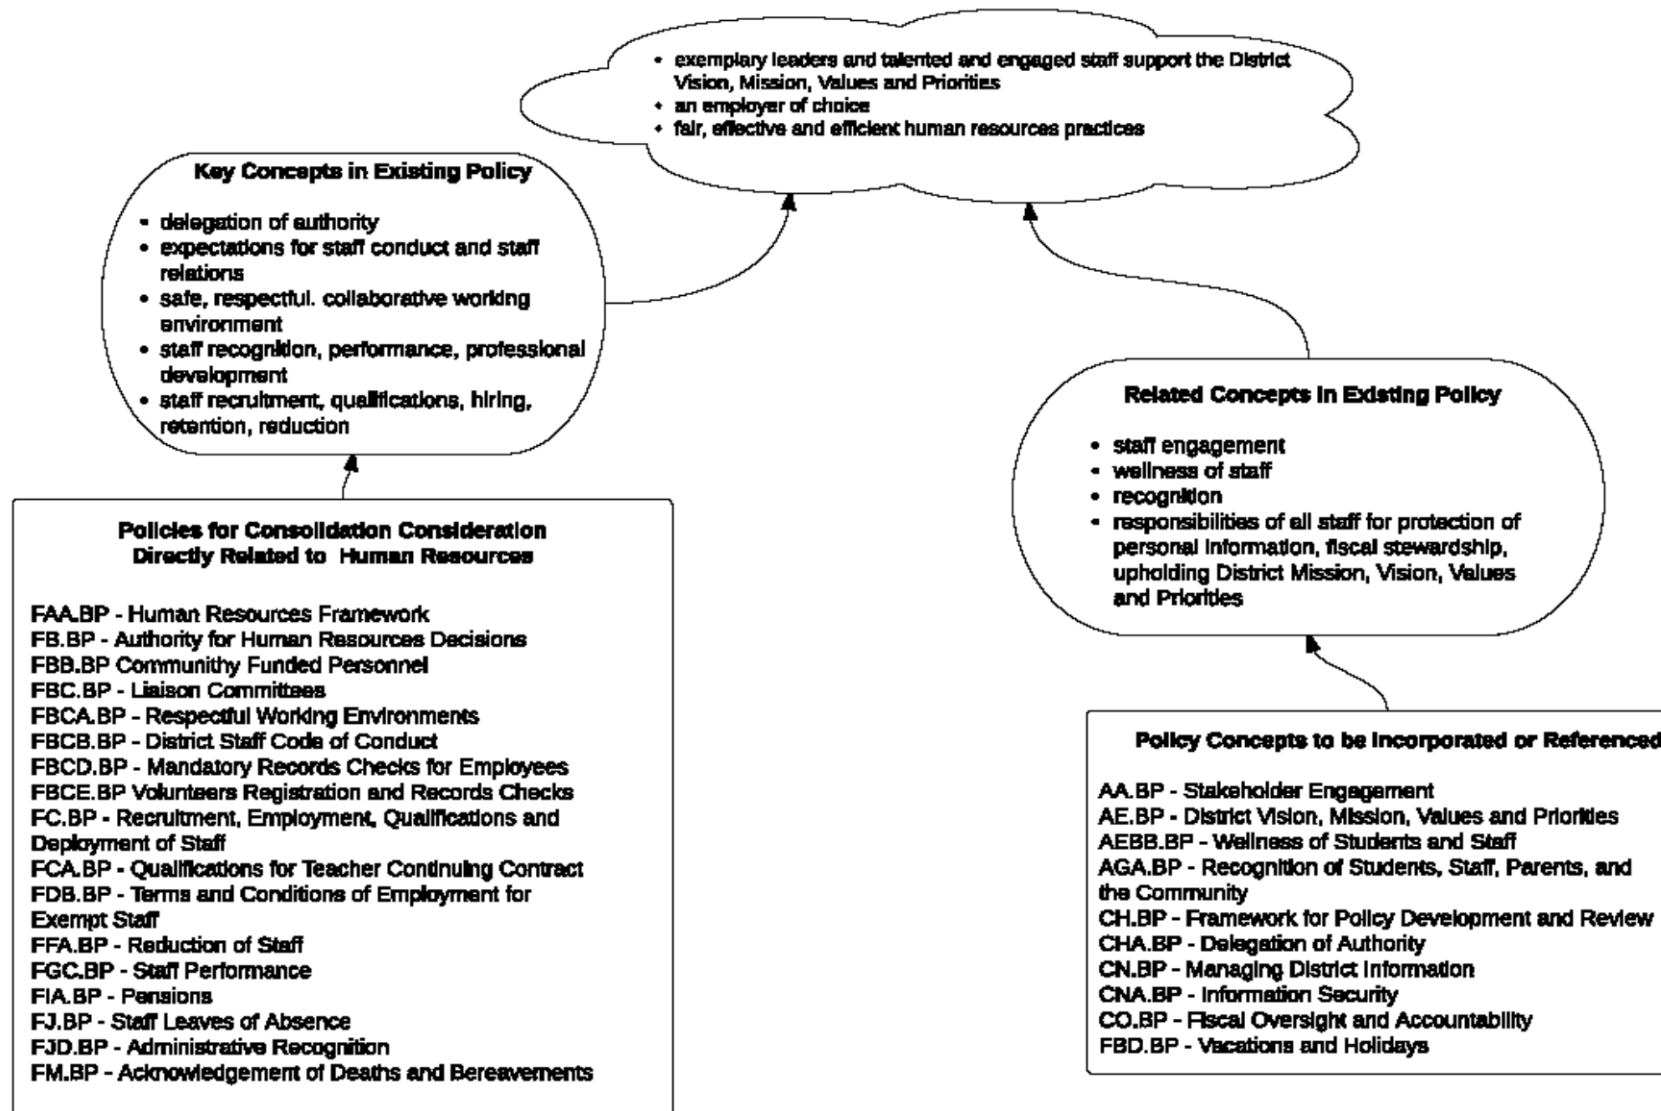 • exemplary leaders and talented and engaged staff support the District
Vision, Mission, Values and Priorities
• an employer of choice
• fair, effective and efficient human resources practices
Key Concepts in Existing Policy
• delegation of authority
• expectations for staff conduct and staff
relations
• safe, respectful. collaborative working
environment
• staff recognition, performance, professional
development
• staff recruitment, qualifications, hiring,
retention, reduction
Related Concepts in Existing Policy
• staff engagement
• wellness of staff
• recognition
• responsibilities of all staff for protection of
personal information, fiscal stewardship,
upholding District Mission, Vision, Values
and Priorities
Policies for Consolidation Consideration
Directly Related to Human Resources
FAA.BP - Human Resources Framework
FB.BP - Authority for Human Resources Decisions
FBB.BP Communithy Funded Personnel
FBC.BP - Liaison Committees
FBCA.BP - Respectful Working Environments
FBCB.BP - District Staff Code of Conduct
FBCD.BP - Mandatory Records Checks for Employees
FBCE.BP Volunteers Registration and Records Checks
FC.BP - Recruitment, Employment, Qualifications and
Deployment of Staff
FCA.BP - Qualifications for Teacher Continuing Contract
FDB.BP - Terms and Conditions of Employment for
Exempt Staff
FFA.BP - Reduction of Staff
FGC.BP - Staff Performance
FIA.BP - Pensions
FJ.BP - Staff Leaves of Absence
FJD.BP - Administrative Recognition
FM.BP - Acknowledgement of Deaths and Bereavements
Policy Concepts to be Incorporated or Referenced
AA.BP - Stakeholder Engagement
AE.BP - District Vision, Mission, Values and Priorities
AEBB.BP - Wellness of Students and Staff
AGA.BP - Recognition of Students, Staff, Parents, and
the Community
CH.BP - Framework for Policy Development and Review
CHA.BP - Delegation of Authority
CN.BP - Managing District Information
CNA.BP - Information Security
CO.BP - Fiscal Oversight and Accountability
FBD.BP - Vacations and Holidays